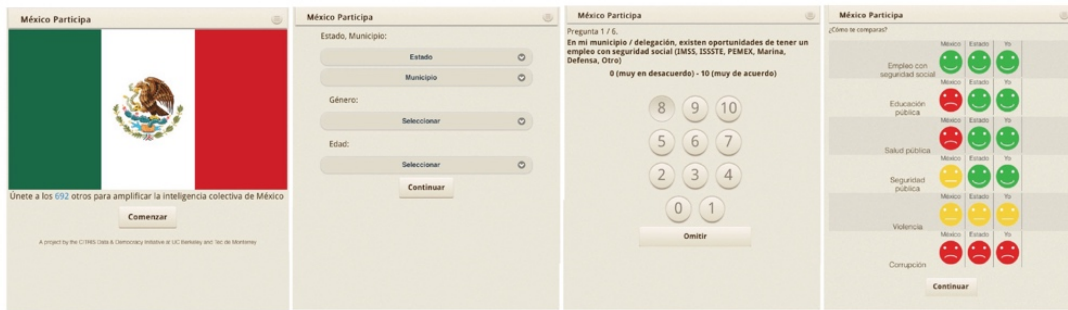 México Participa
Únete a los 692 otros para amplificar la inteligencia colectiva de México
Comenzar
A project by the CITRIS Data & Democracy Initiative at UC Berkeley and Tec de Monterrey
México Participa
Estado, Municipio:
Estado
Municipio
Género:
Seleccionar
Edad:
Seleccionar
Continuar
México Participa
Pregunta 1 / 6.
En mi municipio / delegación, existen oportunidades de tener un
empleo con seguridad social (IMSS, ISSSTE, PEMEX, Marina,
Defensa, Otro)
0 (muy en desacuerdo) - 10 (muy de acuerdo)
8 9 10
5 6 7
2 3 4
0 1
Omitir
México Participa
¿Cómo te comparas?
México Estado Yo
Empleo con
seguridad social
México Estado Yo
Educación
pública
México Estado Yo
Salud pública
México Estado Yo
Seguridad
pública
México Estado Yo
Violencia
México Estado Yo
Corrupción
Continuar